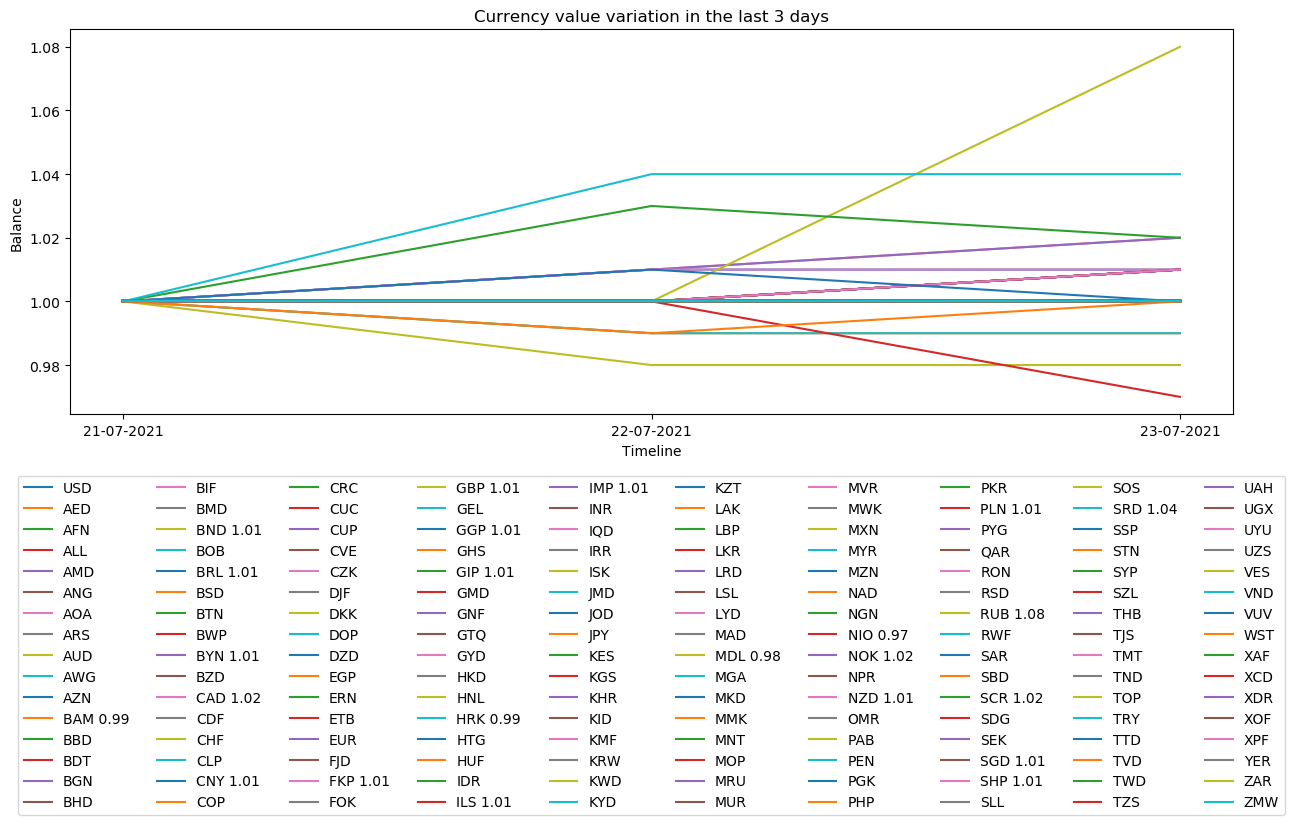 Currency value variation in the last 3 days
1.08
1.06
1.04
1.02
1.00
0.98
Balance
21-07-2021 22-07-2021 23-07-2021
Timeline
USD BIF CRC GBP 1.01 IMP 1.01 KZT MVR PKR SOS UAH
AED BMD CUC GEL INR LAK MWK PLN 1.01 SRD 1.04 UGX
AFN BND 1.01 CUP GGP 1.01 IQD LBP MXN PYG SSP UYU
ALL BOB CVE GHS IRR LKR MYR QAR STN UZS
AMD BRL 1.01 CZK GIP 1.01 ISK LRD MZN RON SYP VES
ANG BSD DJF GMD JMD LSL NAD RSD SZL VND
AOA BTN DKK GNF JOD LYD NGN RUB 1.08 THB VUV
ARS BWP DOP GTQ JPY MAD NIO 0.97 RWF TJS WST
AUD BYN 1.01 DZD GYD KES MDL 0.98 NOK 1.02 SAR TMT XAF
AWG BZD EGP HKD KGS MGA NPR SBD TND XCD
AZN CAD 1.02 ERN HNL KHR MKD NZD 1.01 SCR 1.02 TOP XDR
BAM 0.99 CDF ETB HRK 0.99 KID MMK OMR SDG TRY XOF
BBD CHF EUR HTG KMF MNT PAB SEK TTD XPF
BDT CLP FJD HUF KRW MOP PEN SGD 1.01 TVD YER
BGN CNY 1.01 FKP 1.01 IDR KWD MRU PGK SHP 1.01 TWD ZAR
BHD COP FOK ILS 1.01 KYD MUR PHP SLL TZS ZMW